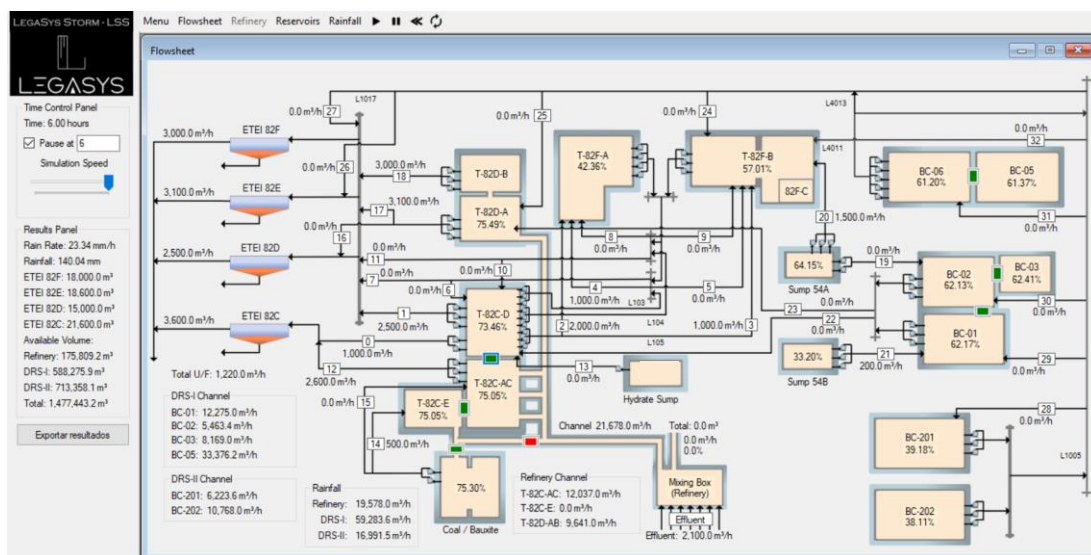 LEGASYS STORM - LSS
LEGASYS
Menu Flowsheet Refinery Reservoirs Rainfall
Time Control Panel
Time: 6.00 hours
Pause at 6
Simulation Speed
Results Panel
Rain Rate: 23.34 mm/h
Rainfall: 140.04 mm
ETEI 82F: 18,000.0 m³
ETEI 82E: 18,600.0 m³
ETEI 82D: 15,000.0 m³
ETEI 82C: 21,600.0 m³
Available Volume:
Refinery: 175,809.2 m³
DRS-I: 588,275.9 m³
DRS-II: 713,358.1 m³
Total: 1,477,443.2 m³
Exportar resultados
Flowsheet
0.0 m³/h
27
L1017
3,000.0 m³/h
ETEI 82F
26
0.0 m³/h
3,100.0 m³/h
ETEI 82E
2,500.0 m³/h
ETEI 82D
3,600.0 m³/h
ETEI 82C
3,000.0 m³/h
18
3,100.0 m³/h
17
16
0.0 m³/h
0.0 m³/h
11
0.0 m³/h
7
6
0.0 m³/h
10
1
2,500.0 m³/h
0
1,000.0 m³/h
12
2,600.0 m³/h
15
0.0 m³/h
14
500.0 m³/h
T-82D-B
T-82D-A
75.49%
T-82C-D
73.46%
T-82C-AC
75.05%
T-82C-E
75.05%
75.30%
Coal / Bauxite
0.0 m³/h
25
T-82F-A
42.36%
0.0 m³/h
24
T-82F-B
57.01%
82F-C
8
0.0 m³/h
9
0.0 m³/h
4
1,000.0 m³/h
5
0.0 m³/h
L103
L104
L105
2
2,000.0 m³/h
1,000.0 m³/h
3
13
0.0 m³/h
Hydrate Sump
L4013
L4011
20
1,500.0 m³/h
64.15%
Sump 54A
0.0 m³/h
19
23
0.0 m³/h
22
0.0 m³/h
33.20%
Sump 54B
21
200.0 m³/h
0.0 m³/h
32
BC-06
61.20%
BC-05
61.37%
31
0.0 m³/h
BC-02
62.13%
BC-03
62.41%
30
0.0 m³/h
BC-01
62.17%
29
0.0 m³/h
28
0.0 m³/h
BC-201
39.18%
BC-202
38.11%
L1005
Total U/F: 1,220.0 m³/h
DRS-I Channel
BC-01: 12,275.0 m³/h
BC-02: 5,463.4 m³/h
BC-03: 8,169.0 m³/h
BC-05: 33,376.2 m³/h
DRS-II Channel
BC-201: 6,223.6 m³/h
BC-202: 10,768.0 m³/h
Rainfall
Refinery: 19,578.0 m³/h
DRS-I: 59,283.6 m³/h
DRS-II: 16,991.5 m³/h
Channel 21,678.0 m³/h
Total: 0.0 m³
0.0 m³/h
0.0%
Refinery Channel
T-82C-AC: 12,037.0 m³/h
T-82C-E: 0.0 m³/h
T-82D-AB: 9,641.0 m³/h
Mixing Box
(Refinery)
Effluent
Effluent: 2,100.0 m³/h